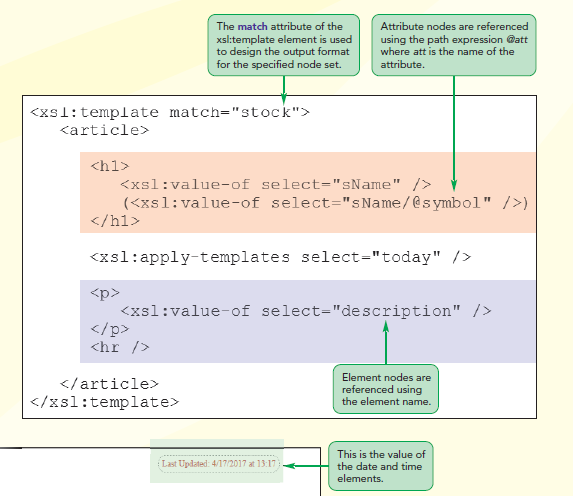 The match attribute of the
xsl:template element is used
to design the output format
for the specified node set.
Attribute nodes are referenced
using the path expression @att
where att is the name of the
attribute.
<xsl:template match="stock">
<article>
<h1>
<xsl:value-of select="sName" />
(<xsl:value-of select="sName/@symbol" />)
</h1>
<xsl:apply-templates select="today" />
<p>
<xsl:value-of select="description" />
</p>
<hr />
Element nodes are
referenced using
the element name.
</article>
</xsl:template>
Last Updated: 4/17/2017 at 13:17
This is the value of
the date and time
elements.